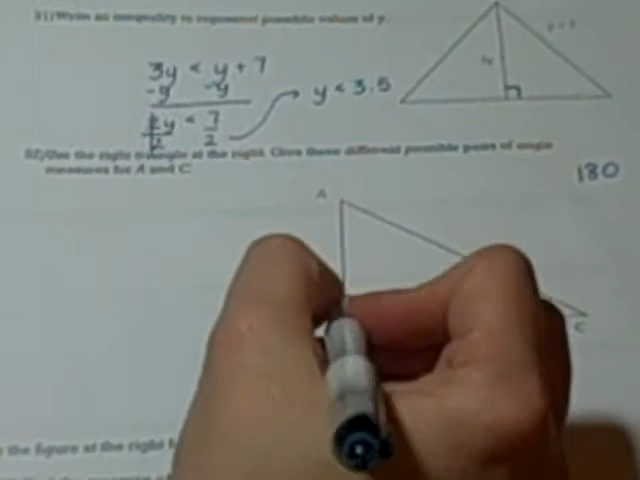 31) Write an inequality to represent possible values of y.
3y < y + 7
-y -y
2y < 7
2 2
y < 3.5
3y
y + 7
32) Use the right triangle at the right. Give three different possible pairs of angle
measures for A and C.
180
A
C
the figure at the right